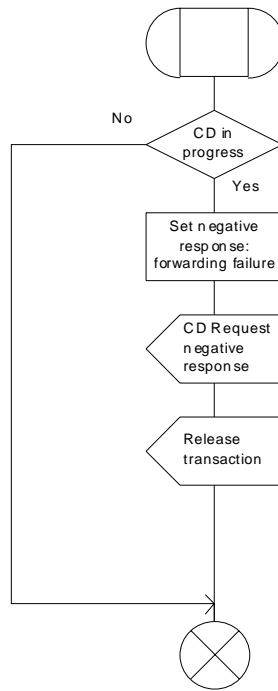 No
CD in
progress
Yes
Set negative
response:
forwarding failure
CD Request
negative
response
Release
transaction